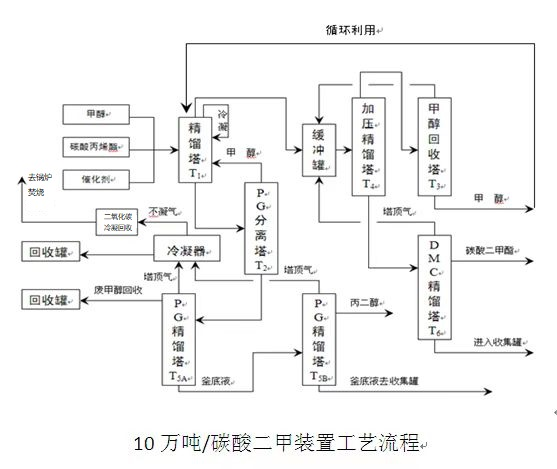 循环利用
甲醇
碳酸丙烯酯
催化剂
精馏塔T1
冷凝
甲 醇
缓冲罐
加压精馏塔T4
甲醇回收塔T3
甲 醇
去锅炉
焚烧
二氧化碳
冷凝回收
不凝气
PG分离塔T2
塔顶气
DMC精馏塔T6
碳酸二甲酯
回收罐
冷凝器
塔顶气
塔顶气
回收罐
废甲醇回收
PG精馏塔T5A
PG精馏塔T5B
丙二醇
进入收集罐
釜底液
釜底液去收集罐
10 万吨/碳酸二甲装置工艺流程